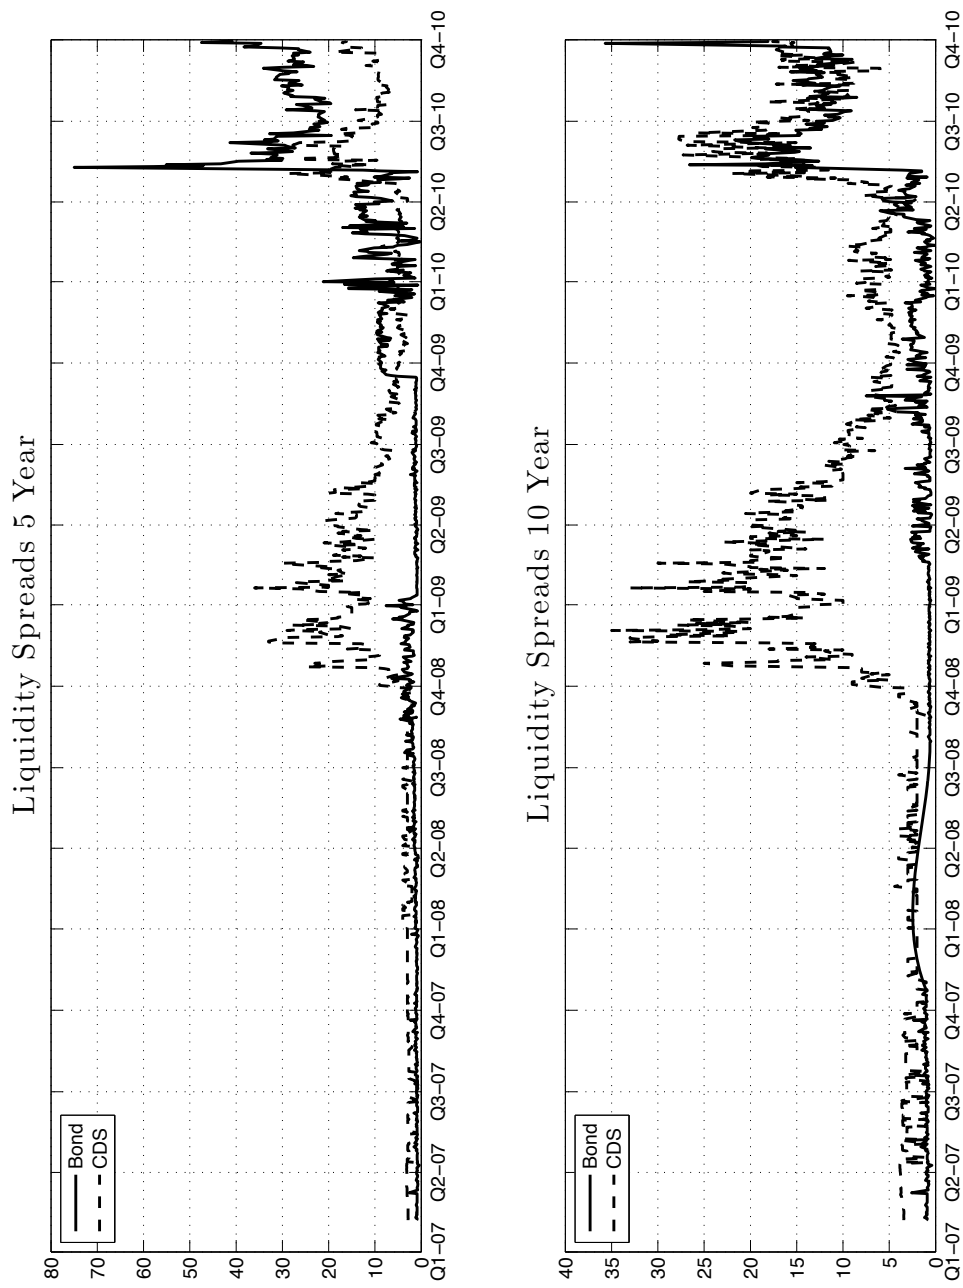 Liquidity Spreads 5 Year
80
70
60
50
40
30
20
10
0
Bond
CDS
Q1−07
Q2−07
Q3−07
Q4−07
Q1−08
Q2−08
Q3−08
Q4−08
Q1−09
Q2−09
Q3−09
Q4−09
Q1−10
Q2−10
Q3−10
Q4−10
Liquidity Spreads 10 Year
40
35
30
25
20
15
10
5
0
Bond
CDS
Q1−07
Q2−07
Q3−07
Q4−07
Q1−08
Q2−08
Q3−08
Q4−08
Q1−09
Q2−09
Q3−09
Q4−09
Q1−10
Q2−10
Q3−10
Q4−10